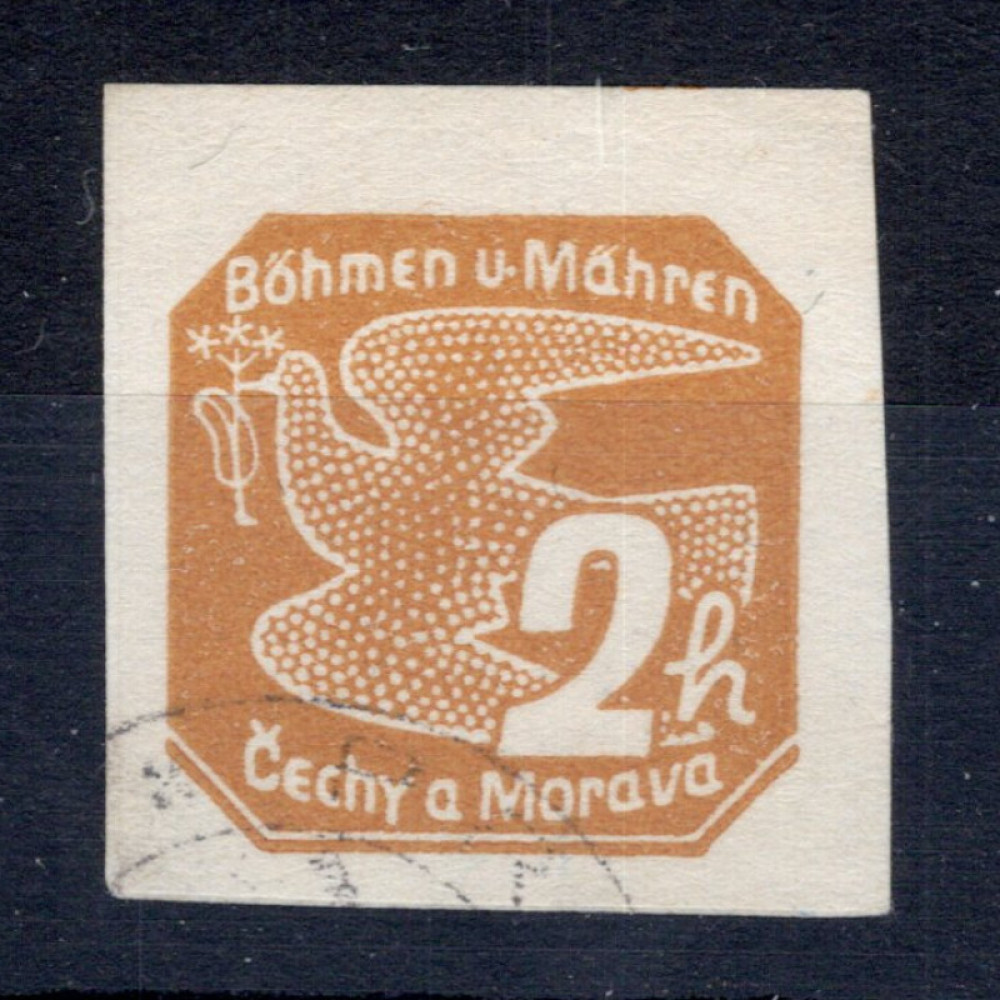 Böhmen u. Mähren
2 h
Čechy a Morava